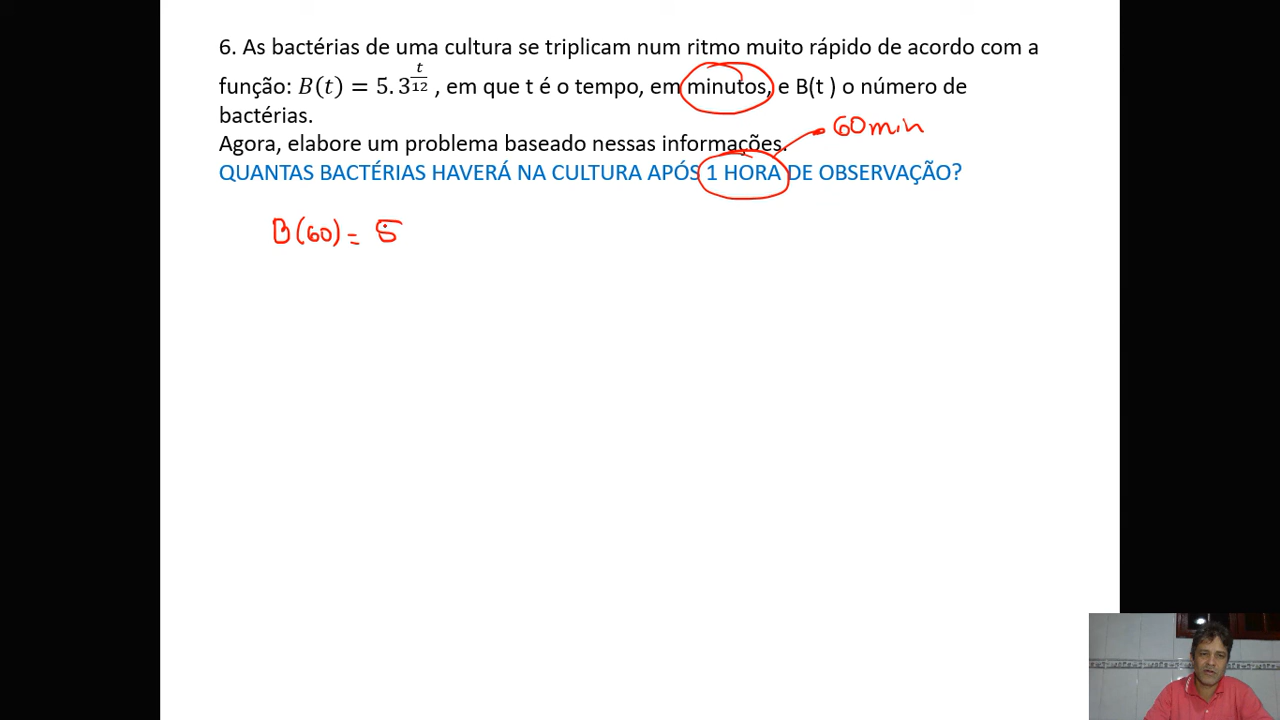 6. As bactérias de uma cultura se triplicam num ritmo muito rápido de acordo com a
função: B(t) = 5.3^(t/12) , em que t é o tempo, em minutos, e B(t ) o número de
bactérias.
60min
Agora, elabore um problema baseado nessas informações.
QUANTAS BACTÉRIAS HAVERÁ NA CULTURA APÓS 1 HORA DE OBSERVAÇÃO?
B(60) = 5